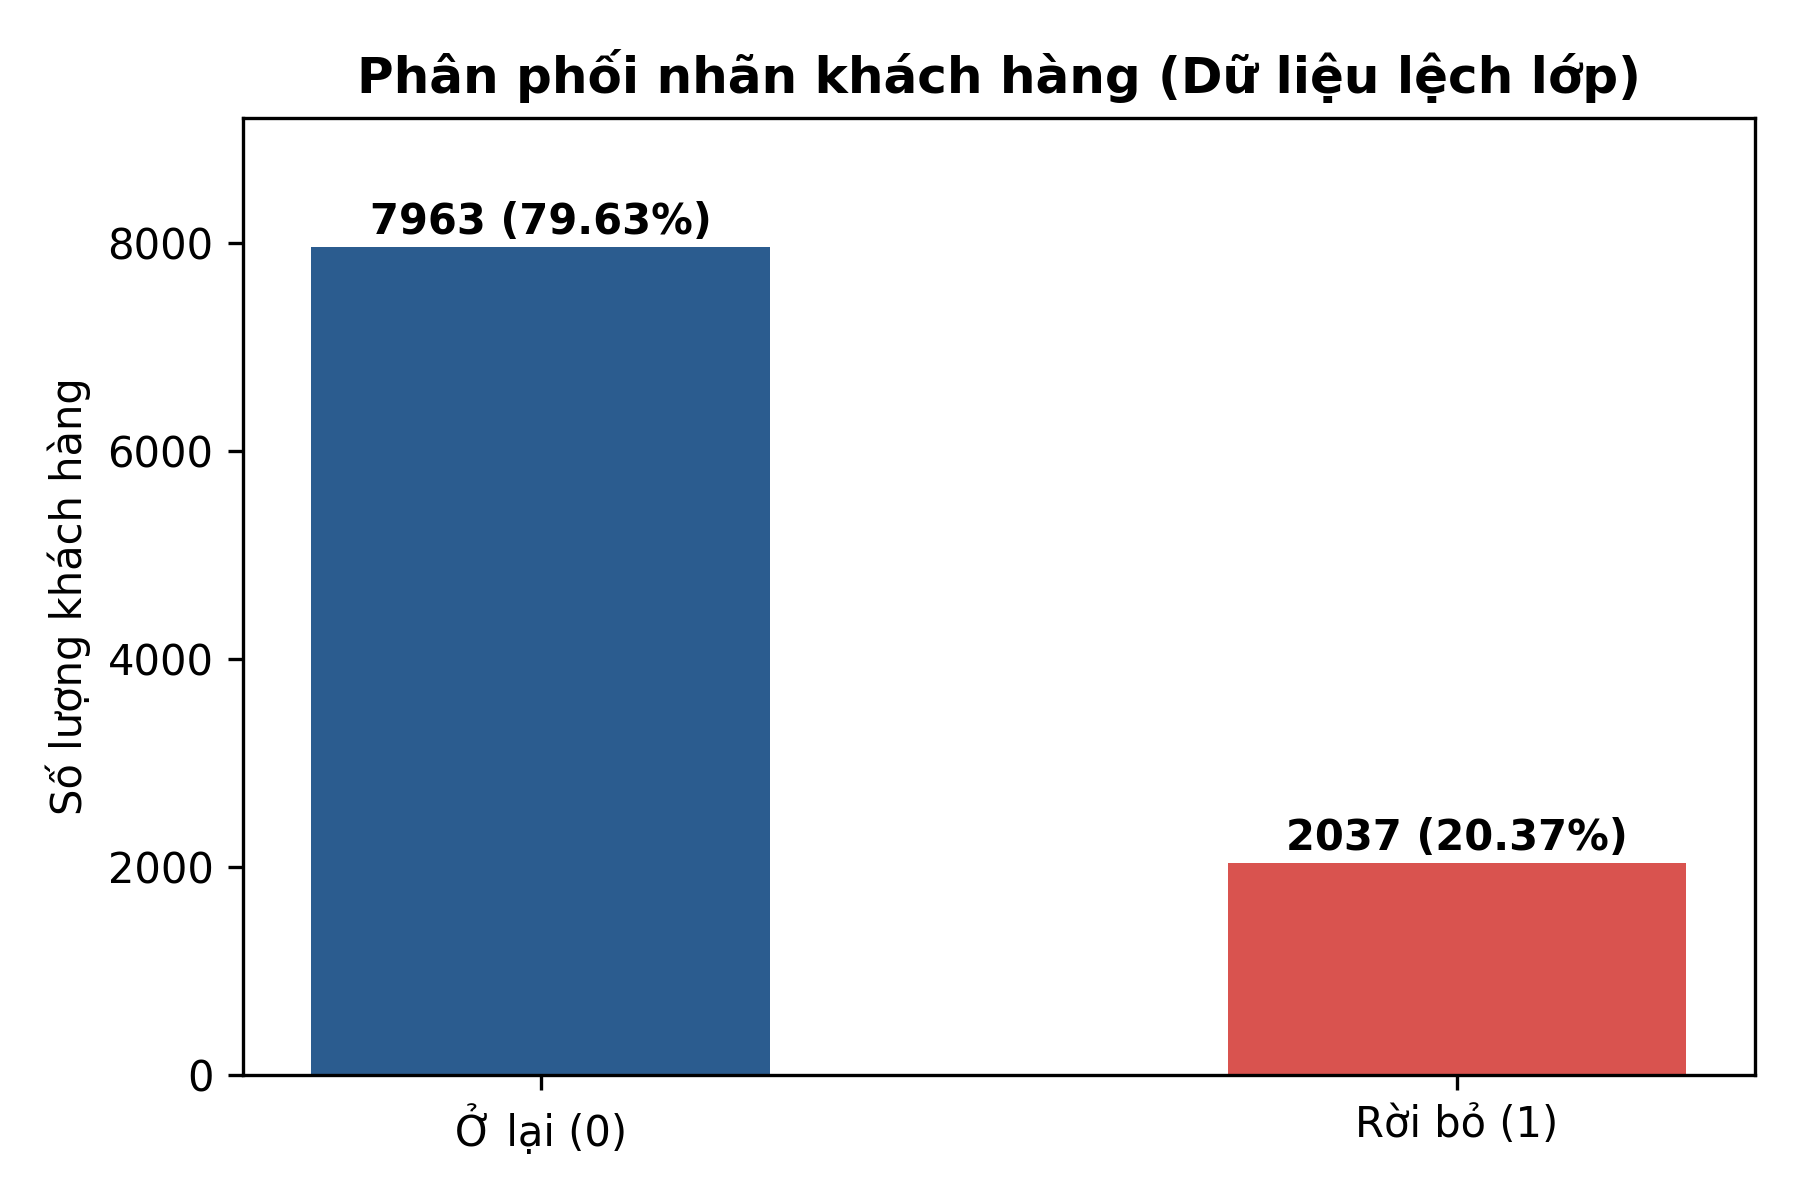 Phân phối nhãn khách hàng (Dữ liệu lệch lớp)
Số lượng khách hàng
8000
6000
4000
2000
0
7963 (79.63%)
2037 (20.37%)
Ở lại (0)
Rời bỏ (1)